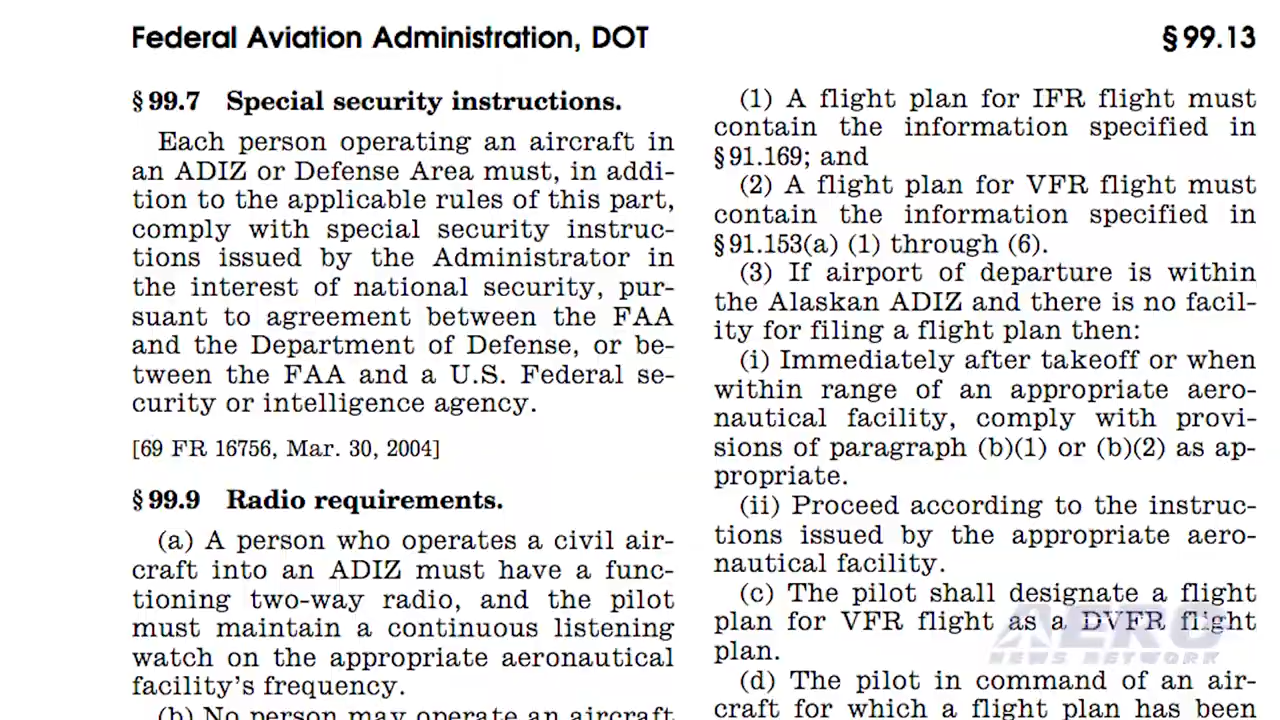 Federal Aviation Administration, DOT
§ 99.13
§ 99.7 Special security instructions.
Each person operating an aircraft in
an ADIZ or Defense Area must, in addi-
tion to the applicable rules of this part,
comply with special security instruc-
tions issued by the Administrator in
the interest of national security, pur-
suant to agreement between the FAA
and the Department of Defense, or be-
tween the FAA and a U.S. Federal se-
curity or intelligence agency.
[69 FR 16756, Mar. 30, 2004]
§ 99.9 Radio requirements.
(a) A person who operates a civil air-
craft into an ADIZ must have a func-
tioning two-way radio, and the pilot
must maintain a continuous listening
watch on the appropriate aeronautical
facility's frequency.
(b) No person may operate an aircraft
(1) A flight plan for IFR flight must
contain the information specified in
§ 91.169; and
(2) A flight plan for VFR flight must
contain the information specified in
§ 91.153(a) (1) through (6).
(3) If airport of departure is within
the Alaskan ADIZ and there is no facil-
ity for filing a flight plan then:
(i) Immediately after takeoff or when
within range of an appropriate aero-
nautical facility, comply with provi-
sions of paragraph (b)(1) or (b)(2) as ap-
propriate.
(ii) Proceed according to the instruc-
tions issued by the appropriate aero-
nautical facility.
(c) The pilot shall designate a flight
plan for VFR flight as a DVFR flight
plan.
(d) The pilot in command of an air-
craft for which a flight plan has been
AERO
NEWS NETWORK